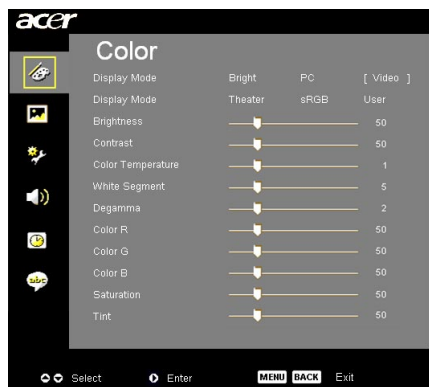 acer
Color
Display Mode Bright PC [ Video ]
Display Mode Theater sRGB User
Brightness 50
Contrast 50
Color Temperature 1
White Segment 5
Degamma 2
Color R 50
Color G 50
Color B 50
Saturation 50
Tint 50
abc
Select Enter MENU BACK Exit